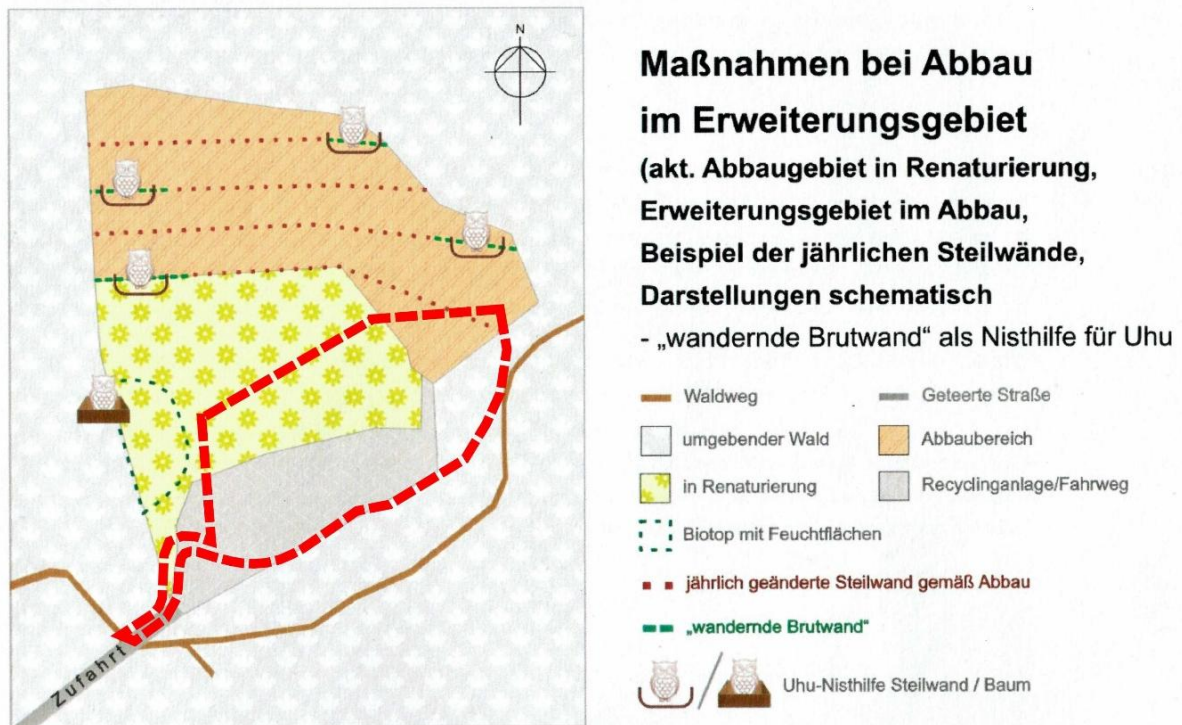 N
Zufahrt
Maßnahmen bei Abbau
im Erweiterungsgebiet
(akt. Abbaugebiet in Renaturierung,
Erweiterungsgebiet im Abbau,
Beispiel der jährlichen Steilwände,
Darstellungen schematisch
- „wandernde Brutwand“ als Nisthilfe für Uhu
Waldweg
Geteerte Straße
umgebender Wald
Abbaubereich
in Renaturierung
Recyclinganlage/Fahrweg
Biotop mit Feuchtflächen
jährlich geänderte Steilwand gemäß Abbau
„wandernde Brutwand“
Uhu-Nisthilfe Steilwand / Baum